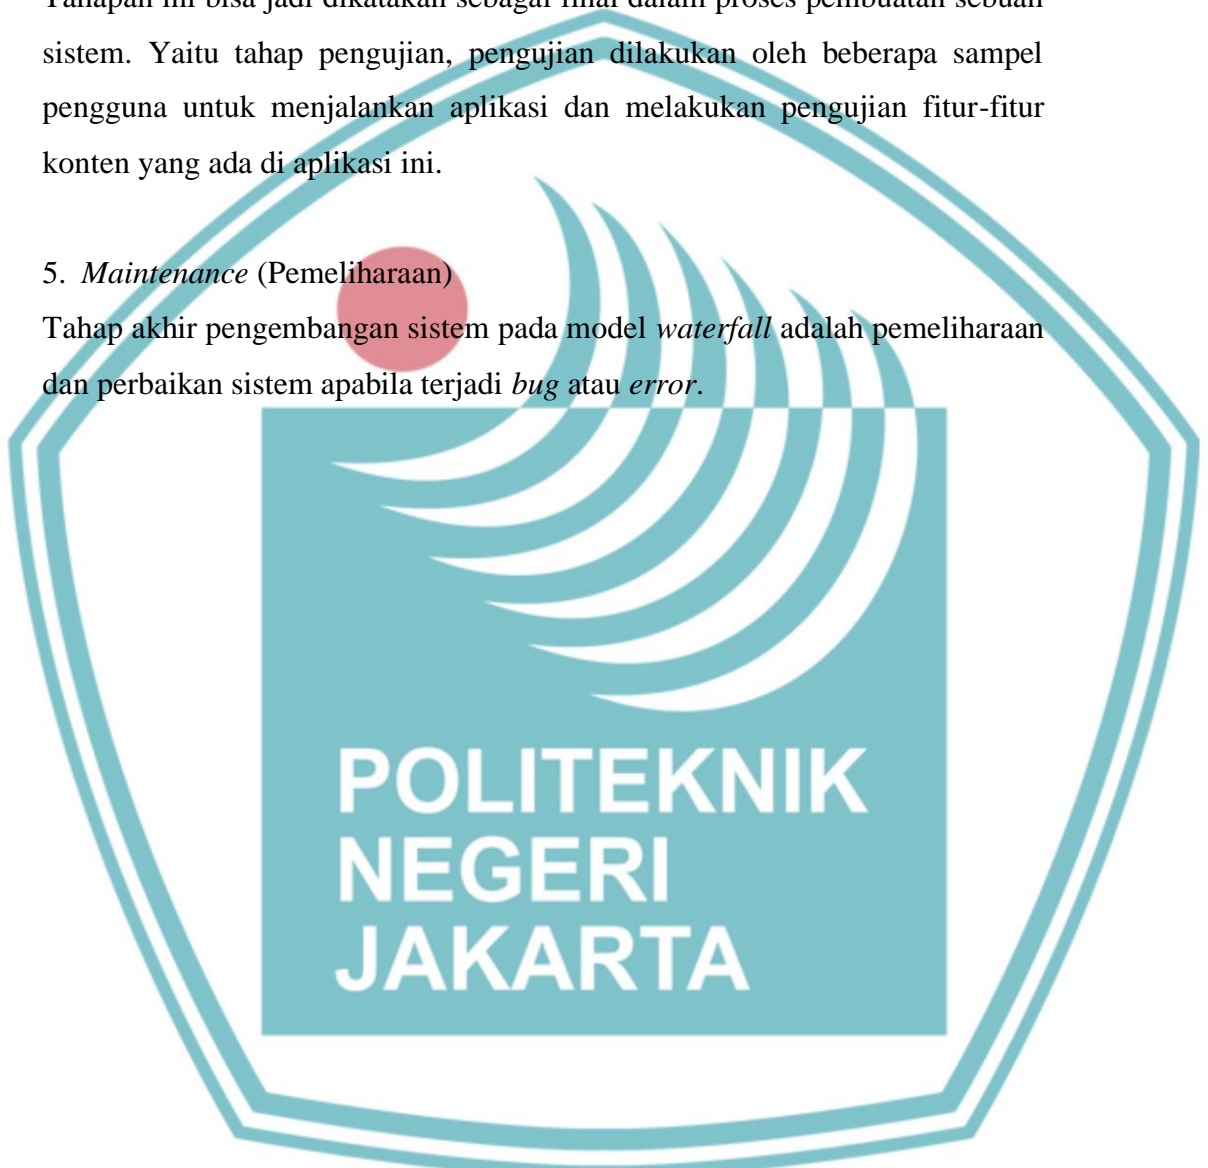 Tahapan ini bisa jadi dikatakan sebagai final dalam proses pembuatan sebuah
sistem. Yaitu tahap pengujian, pengujian dilakukan oleh beberapa sampel
pengguna untuk menjalankan aplikasi dan melakukan pengujian fitur-fitur
konten yang ada di aplikasi ini.
5. Maintenance (Pemeliharaan)
Tahap akhir pengembangan sistem pada model waterfall adalah pemeliharaan
dan perbaikan sistem apabila terjadi bug atau error.
POLITEKNIK
NEGERI
JAKARTA